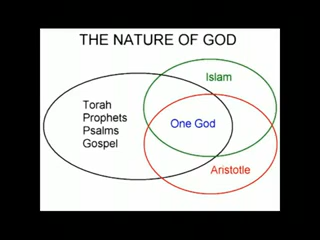 THE NATURE OF GOD
Islam
Torah
Prophets
Psalms
Gospel
One God
Aristotle